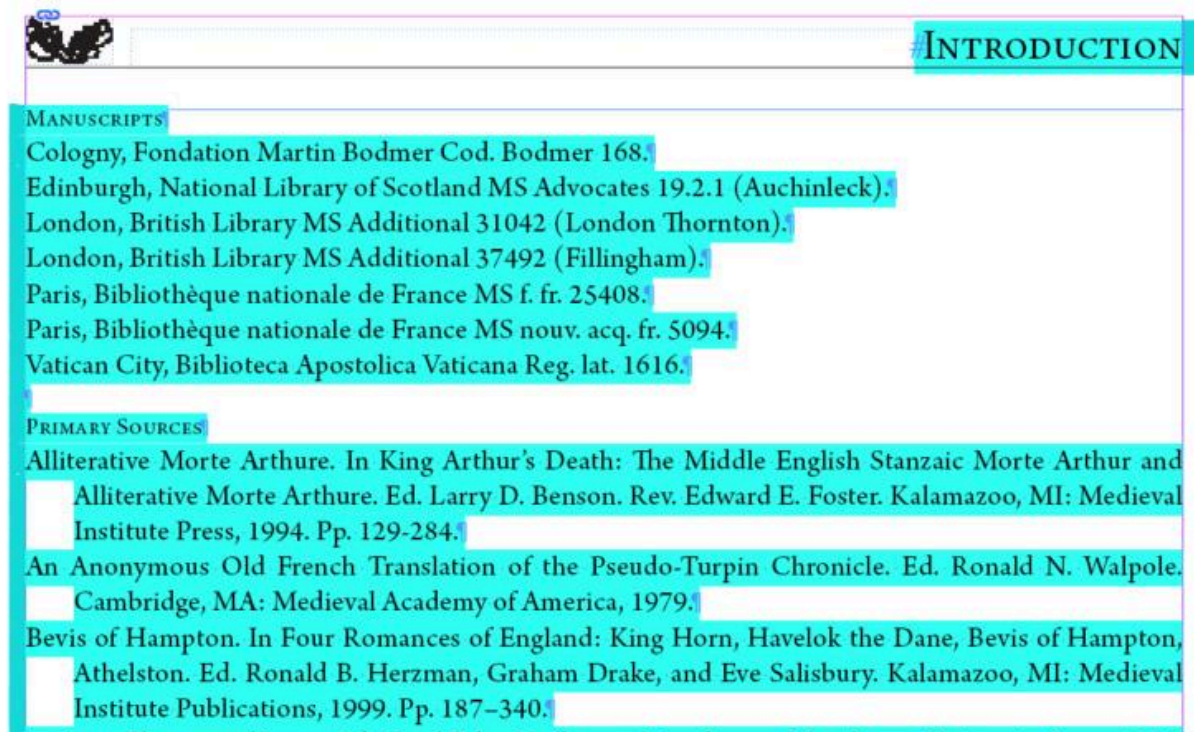 #INTRODUCTION
MANUSCRIPTS¶
Cologny, Fondation Martin Bodmer Cod. Bodmer 168.¶
Edinburgh, National Library of Scotland MS Advocates 19.2.1 (Auchinleck).¶
London, British Library MS Additional 31042 (London Thornton).¶
London, British Library MS Additional 37492 (Fillingham).¶
Paris, Bibliothèque nationale de France MS f. fr. 25408.¶
Paris, Bibliothèque nationale de France MS nouv. acq. fr. 5094.¶
Vatican City, Biblioteca Apostolica Vaticana Reg. lat. 1616.¶
¶
PRIMARY SOURCES¶
Alliterative Morte Arthure. In King Arthur’s Death: The Middle English Stanzaic Morte Arthur and
Alliterative Morte Arthure. Ed. Larry D. Benson. Rev. Edward E. Foster. Kalamazoo, MI: Medieval
Institute Press, 1994. Pp. 129-284.¶
An Anonymous Old French Translation of the Pseudo-Turpin Chronicle. Ed. Ronald N. Walpole.
Cambridge, MA: Medieval Academy of America, 1979.¶
Bevis of Hampton. In Four Romances of England: King Horn, Havelok the Dane, Bevis of Hampton,
Athelston. Ed. Ronald B. Herzman, Graham Drake, and Eve Salisbury. Kalamazoo, MI: Medieval
Institute Publications, 1999. Pp. 187–340.¶